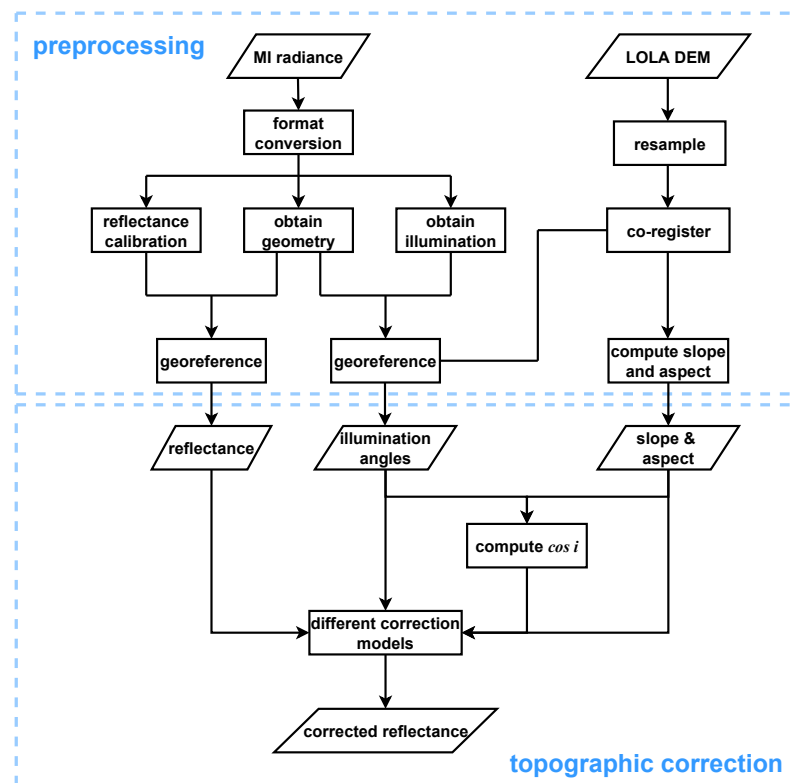 preprocessing
MI radiance
LOLA DEM
format
conversion
resample
reflectance
calibration
obtain
geometry
obtain
illumination
co-register
georeference
georeference
compute slope
and aspect
reflectance
illumination
angles
slope &
aspect
compute cos i
different correction
models
corrected reflectance
topographic correction